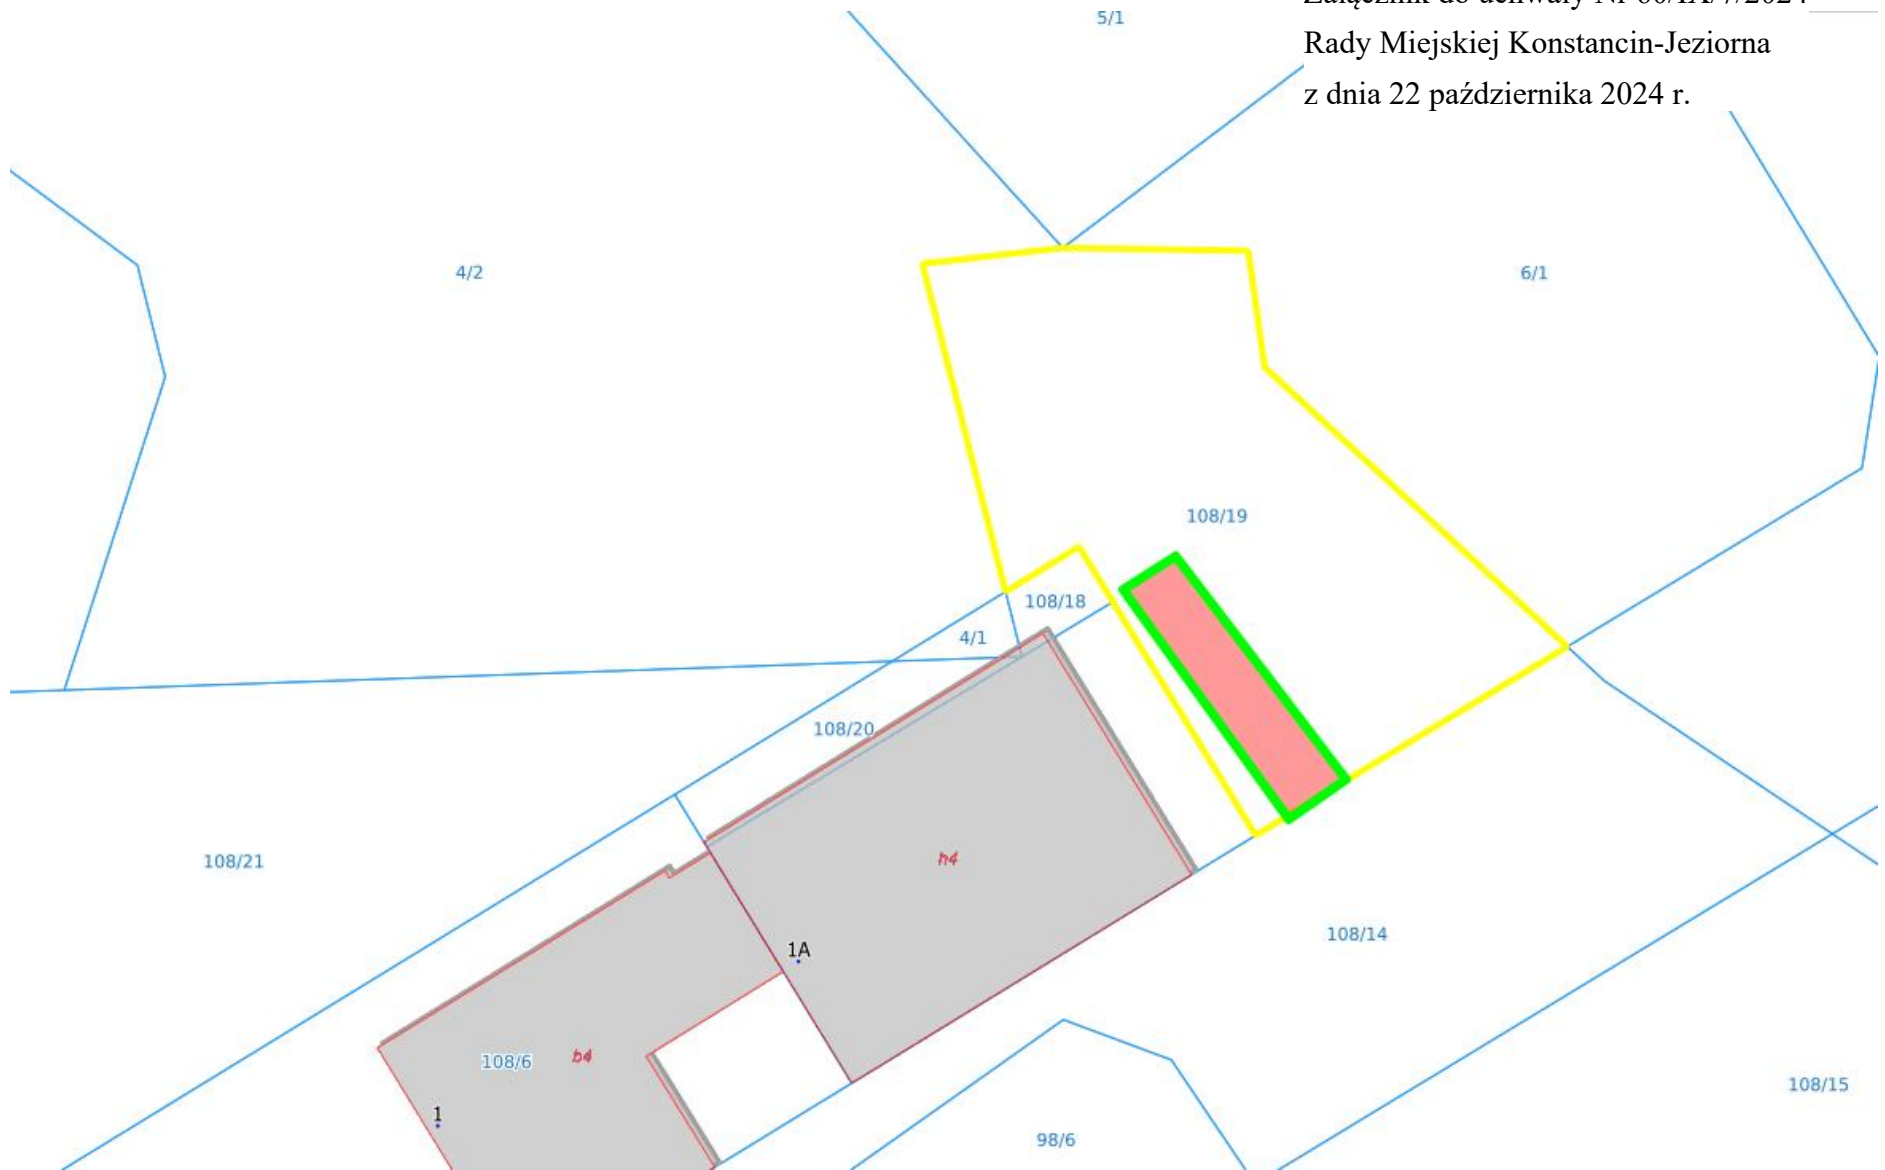 5/1
Rady Miejskiej Konstancin-Jeziorna
z dnia 22 października 2024 r.
4/2
6/1
108/19
108/18
4/1
108/20
108/21
h4
1A
108/14
108/6
b4
108/15
1
98/6